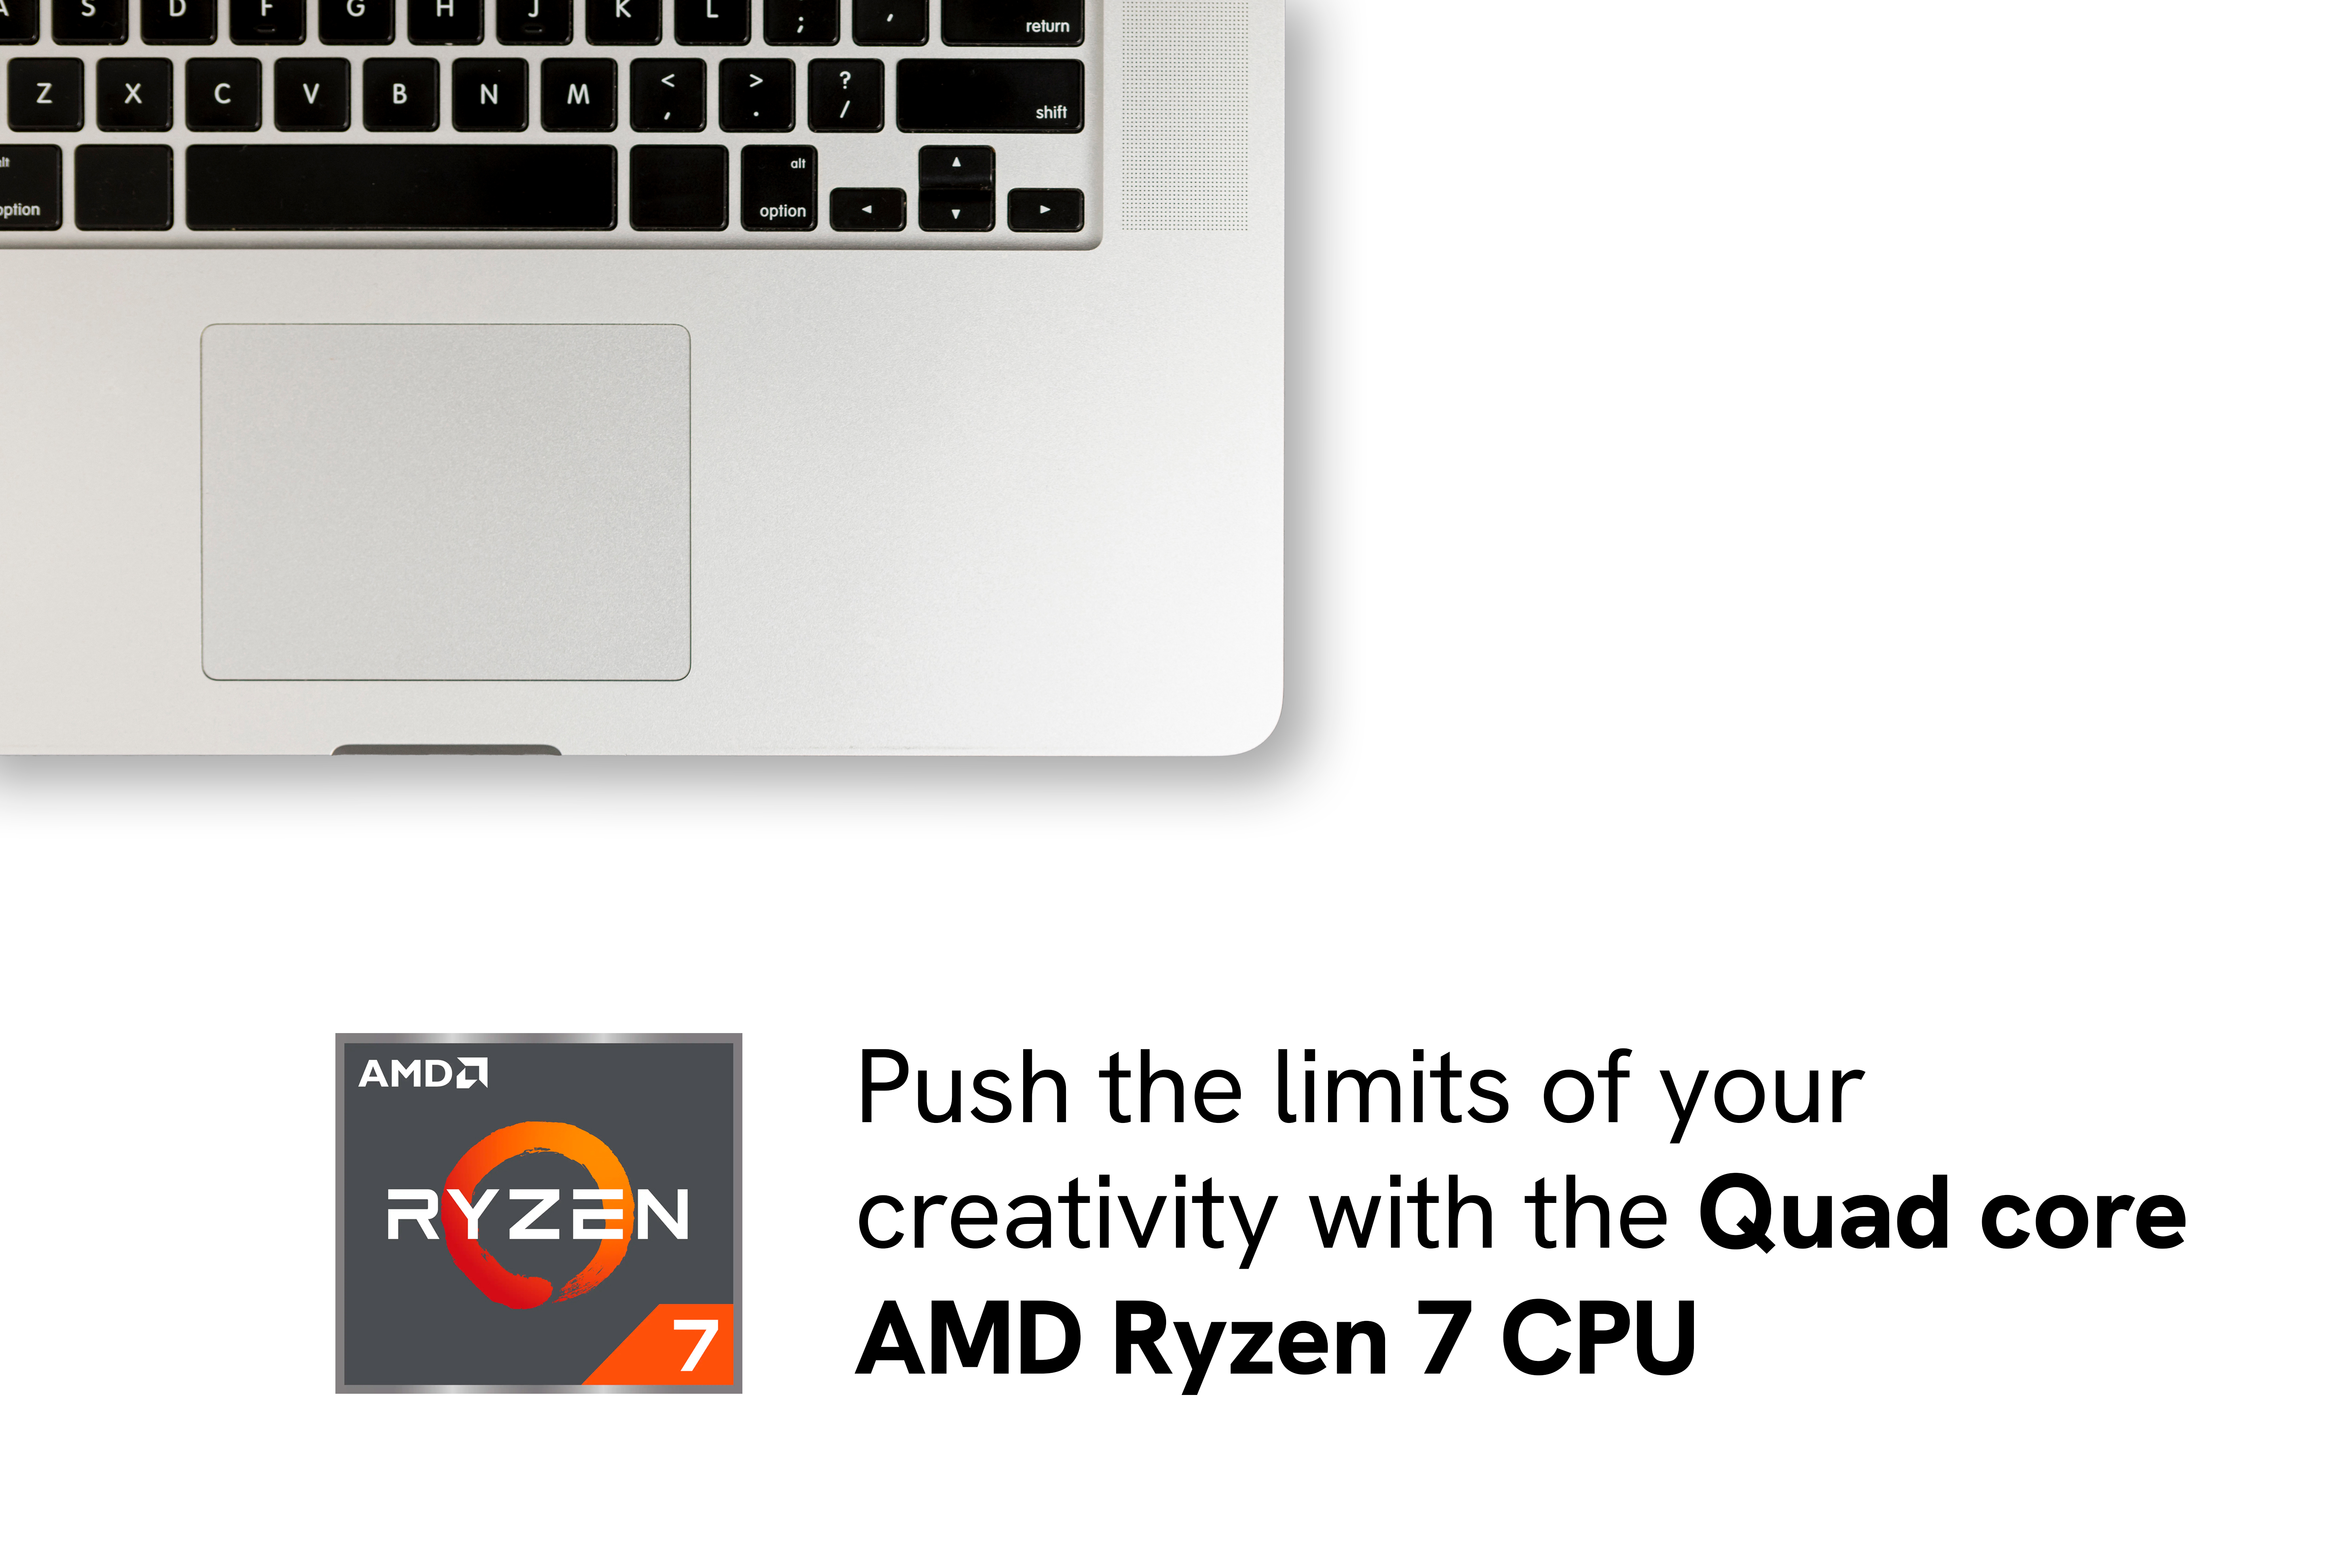 A S D F G H J K L ; , return
Z X C V B N M < , > . ? / shift
alt option alt option ◄ ▲ ▼ ►
AMD
RYZEN
7
Push the limits of your
creativity with the Quad core
AMD Ryzen 7 CPU